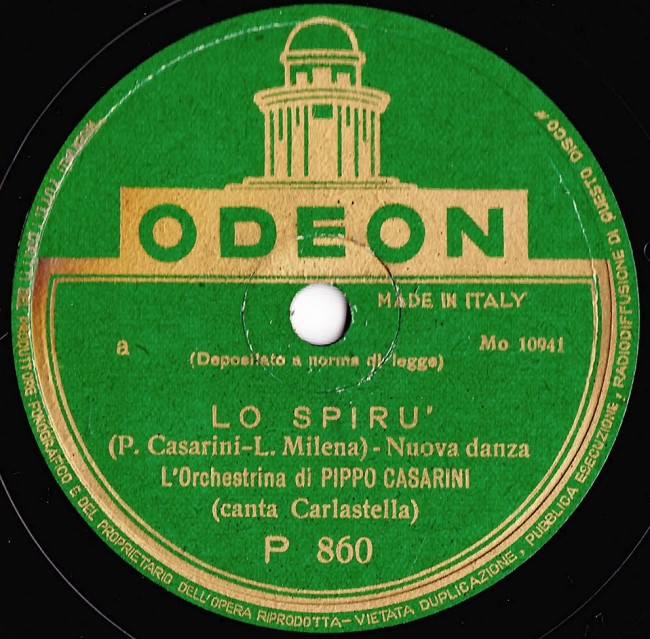 ODEON
MADE IN ITALY
a
Mo 10941
(Depositato a norma di legge)
LO SPIRU'
(P. Casarini-L. Milena) - Nuova danza
L'Orchestrina di PIPPO CASARINI
(canta Carlastella)
P 860
DEL PRODUTTORE FONOGRAFICO E DEL PROPRIETARIO DELL'OPERA RIPRODOTTA - VIETATA DUPLICAZIONE, PUBBLICA ESECUZIONE, RADIODIFFUSIONE DI QUESTO DISCO